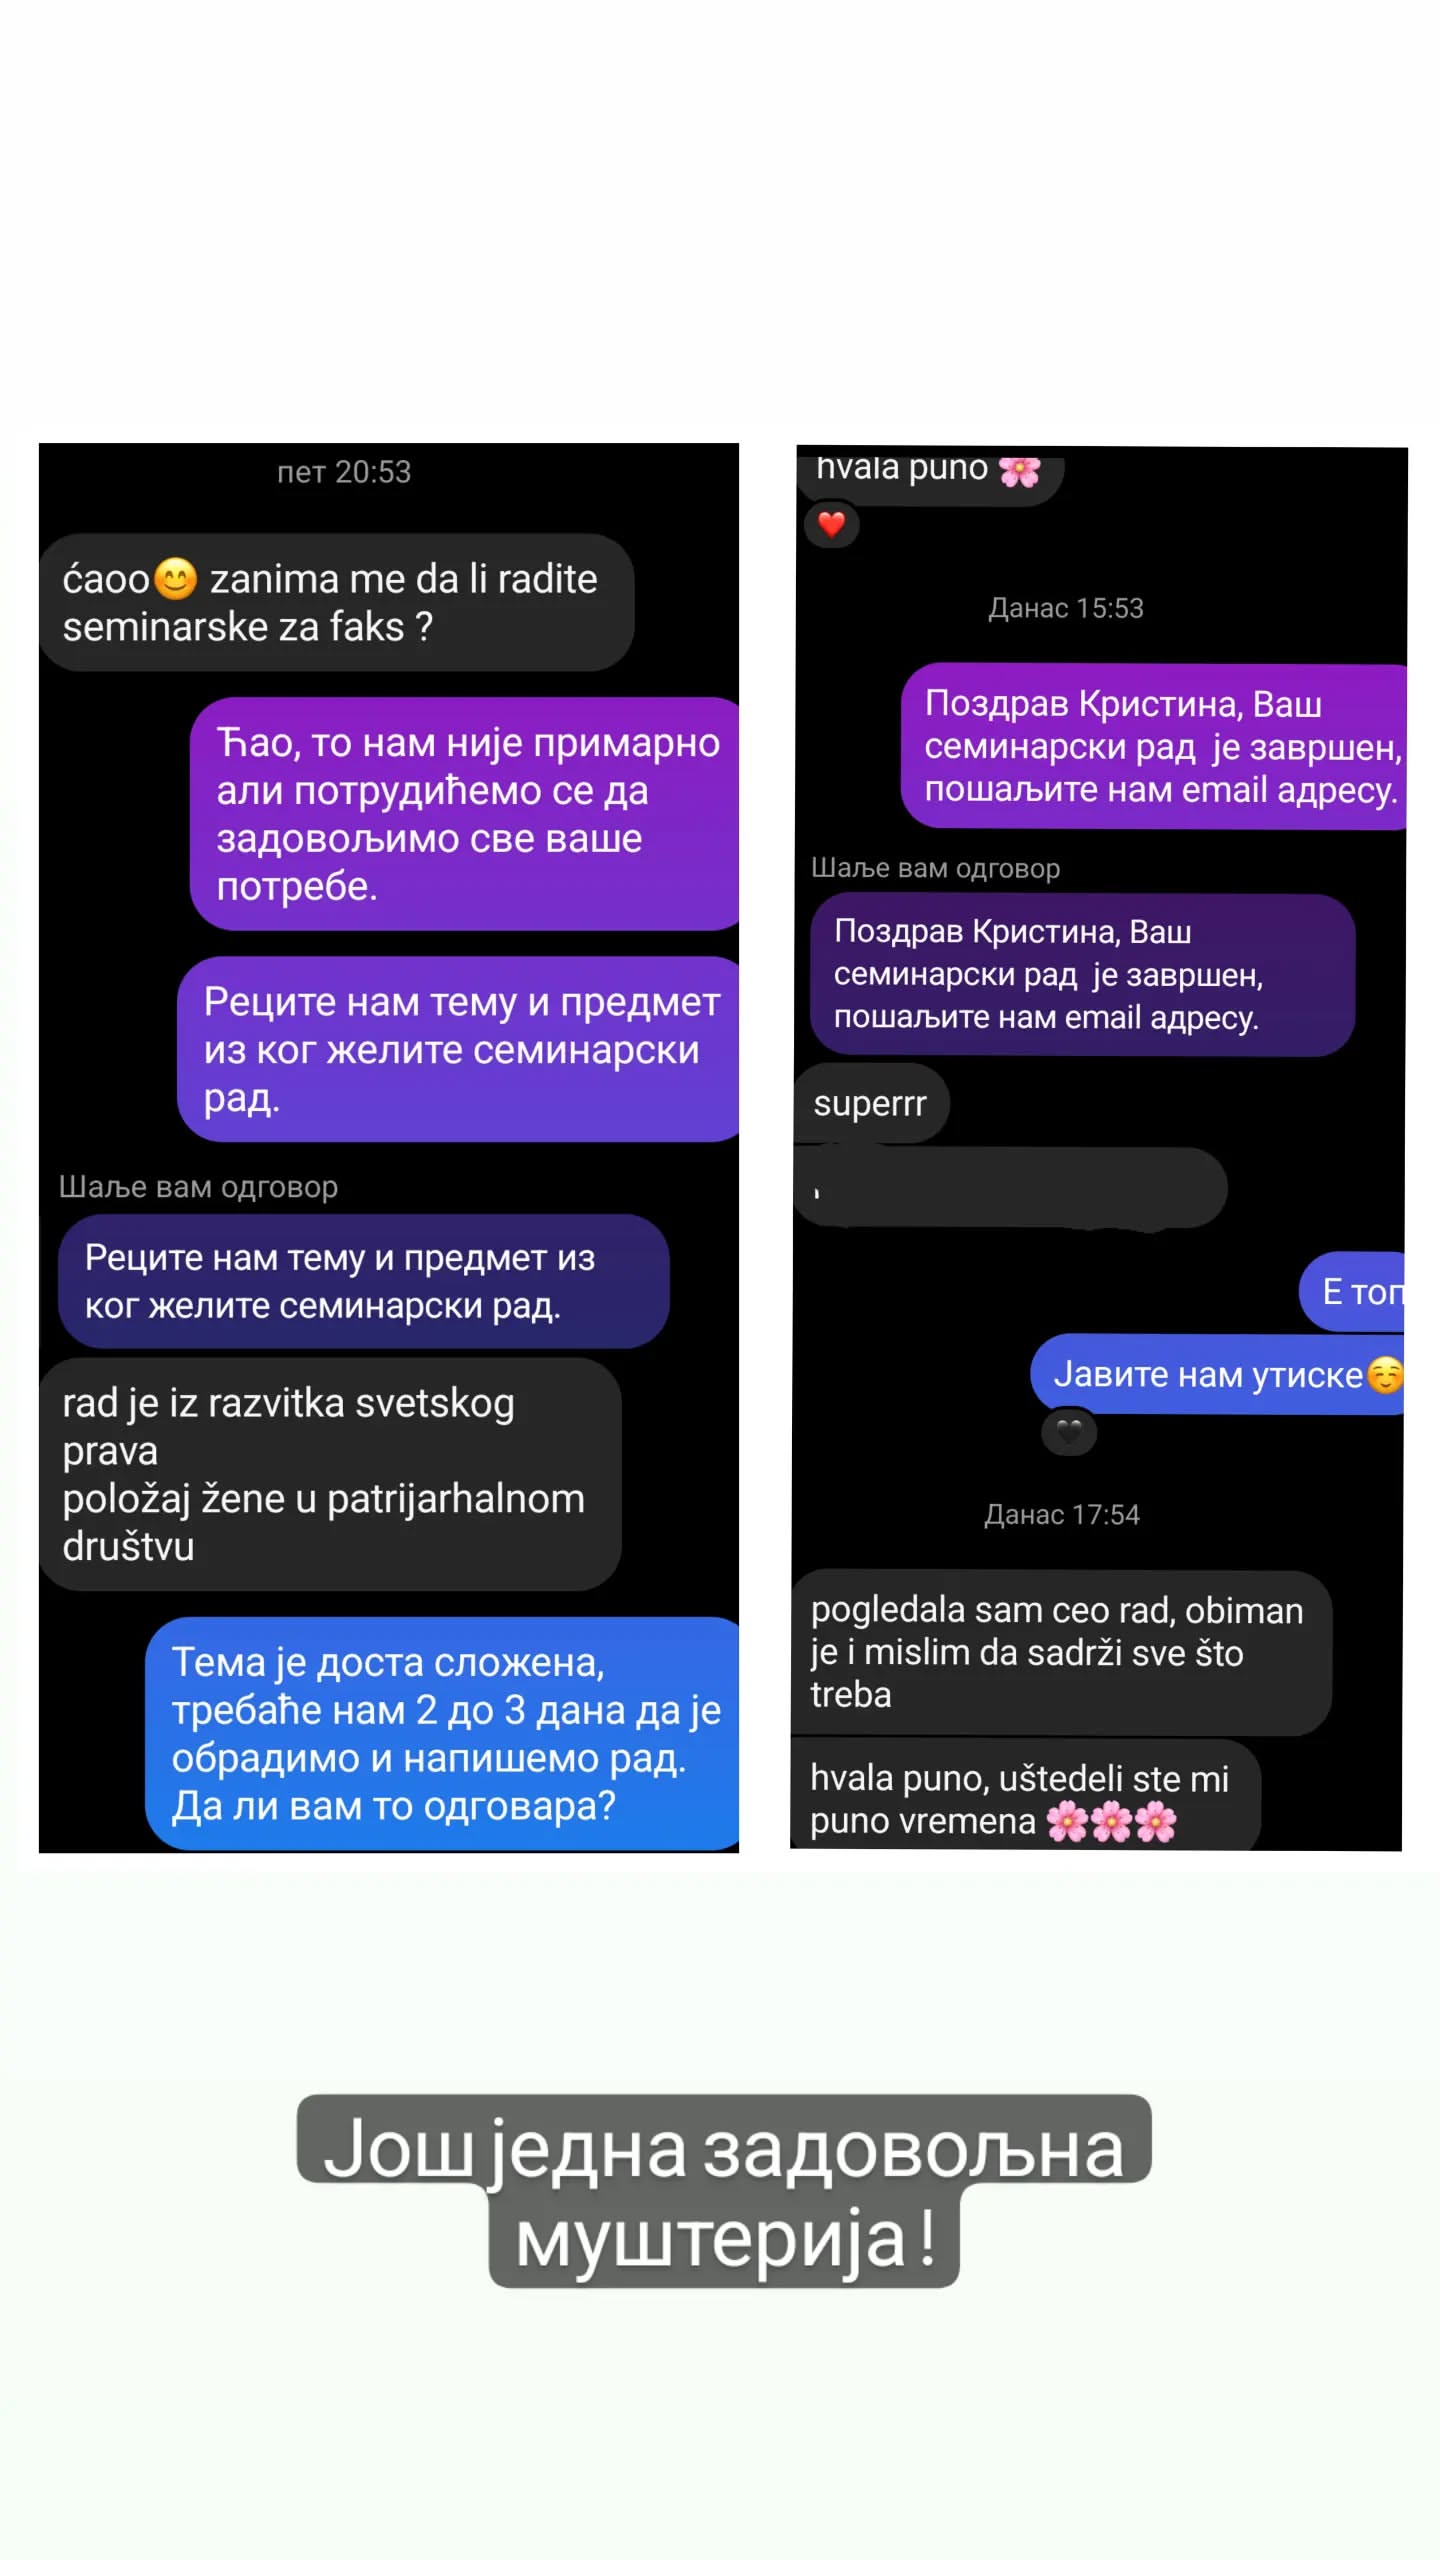 пет 20:53
ćaoo😊 zanima me da li radite
seminarske za faks ?
Ћао, то нам није примарно
али потрудићемо се да
задовољимо све ваше
потребе.
Реците нам тему и предмет
из ког желите семинарски
рад.
Шаље вам одговор
Реците нам тему и предмет из
ког желите семинарски рад.
rad je iz razvitka svetskog
prava
položaj žene u patrijarhalnom
društvu
Тема је доста сложена,
требаће нам 2 до 3 дана да је
обрадимо и напишемо рад.
Да ли вам то одговара?
hvala puno 🌸
❤️
Данас 15:53
Поздрав Кристина, Ваш
семинарски рад  је завршен,
пошаљите нам email адресу.
Шаље вам одговор
Поздрав Кристина, Ваш
семинарски рад  је завршен,
пошаљите нам email адресу.
superrr
Е топ
Јавите нам утиске☺️
🖤
Данас 17:54
pogledala sam ceo rad, obiman
je i mislim da sadrži sve što
treba
hvala puno, uštedeli ste mi
puno vremena 🌸🌸🌸
Још једна задовољна
муштерија !